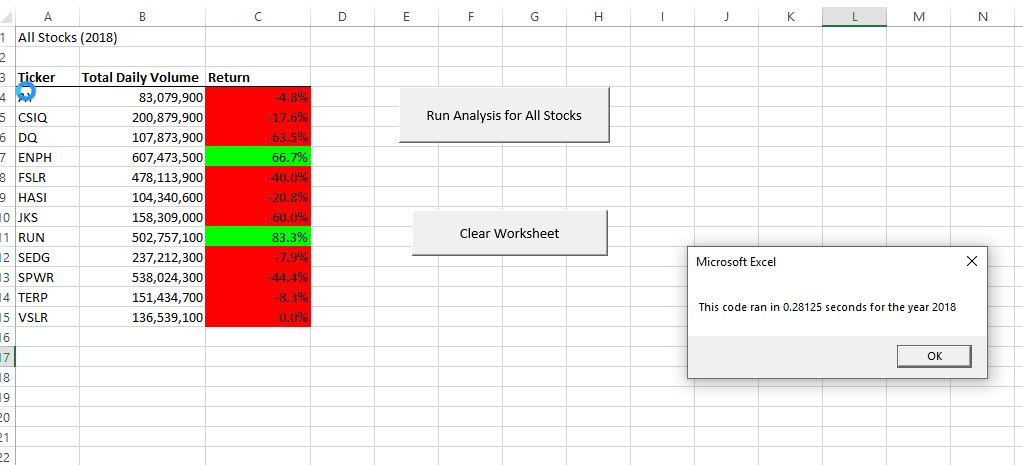 A B C D E F G H I J K L M N
1 All Stocks (2018)
2
3 Ticker Total Daily Volume Return
4 83,079,900 -4.8%
5 CSIQ 200,879,900 -17.6%
6 DQ 107,873,900 -63.5%
7 ENPH 607,473,500 66.7%
8 FSLR 478,113,900 -40.0%
9 HASI 104,340,600 -20.8%
10 JKS 158,309,000 -60.0%
11 RUN 502,757,100 83.3%
12 SEDG 237,212,300 -7.9%
13 SPWR 538,024,300 -44.4%
14 TERP 151,434,700 -8.3%
15 VSLR 136,539,100 0.0%
16
17
18
19
20
21
22
Run Analysis for All Stocks
Clear Worksheet
Microsoft Excel
This code ran in 0.28125 seconds for the year 2018
OK